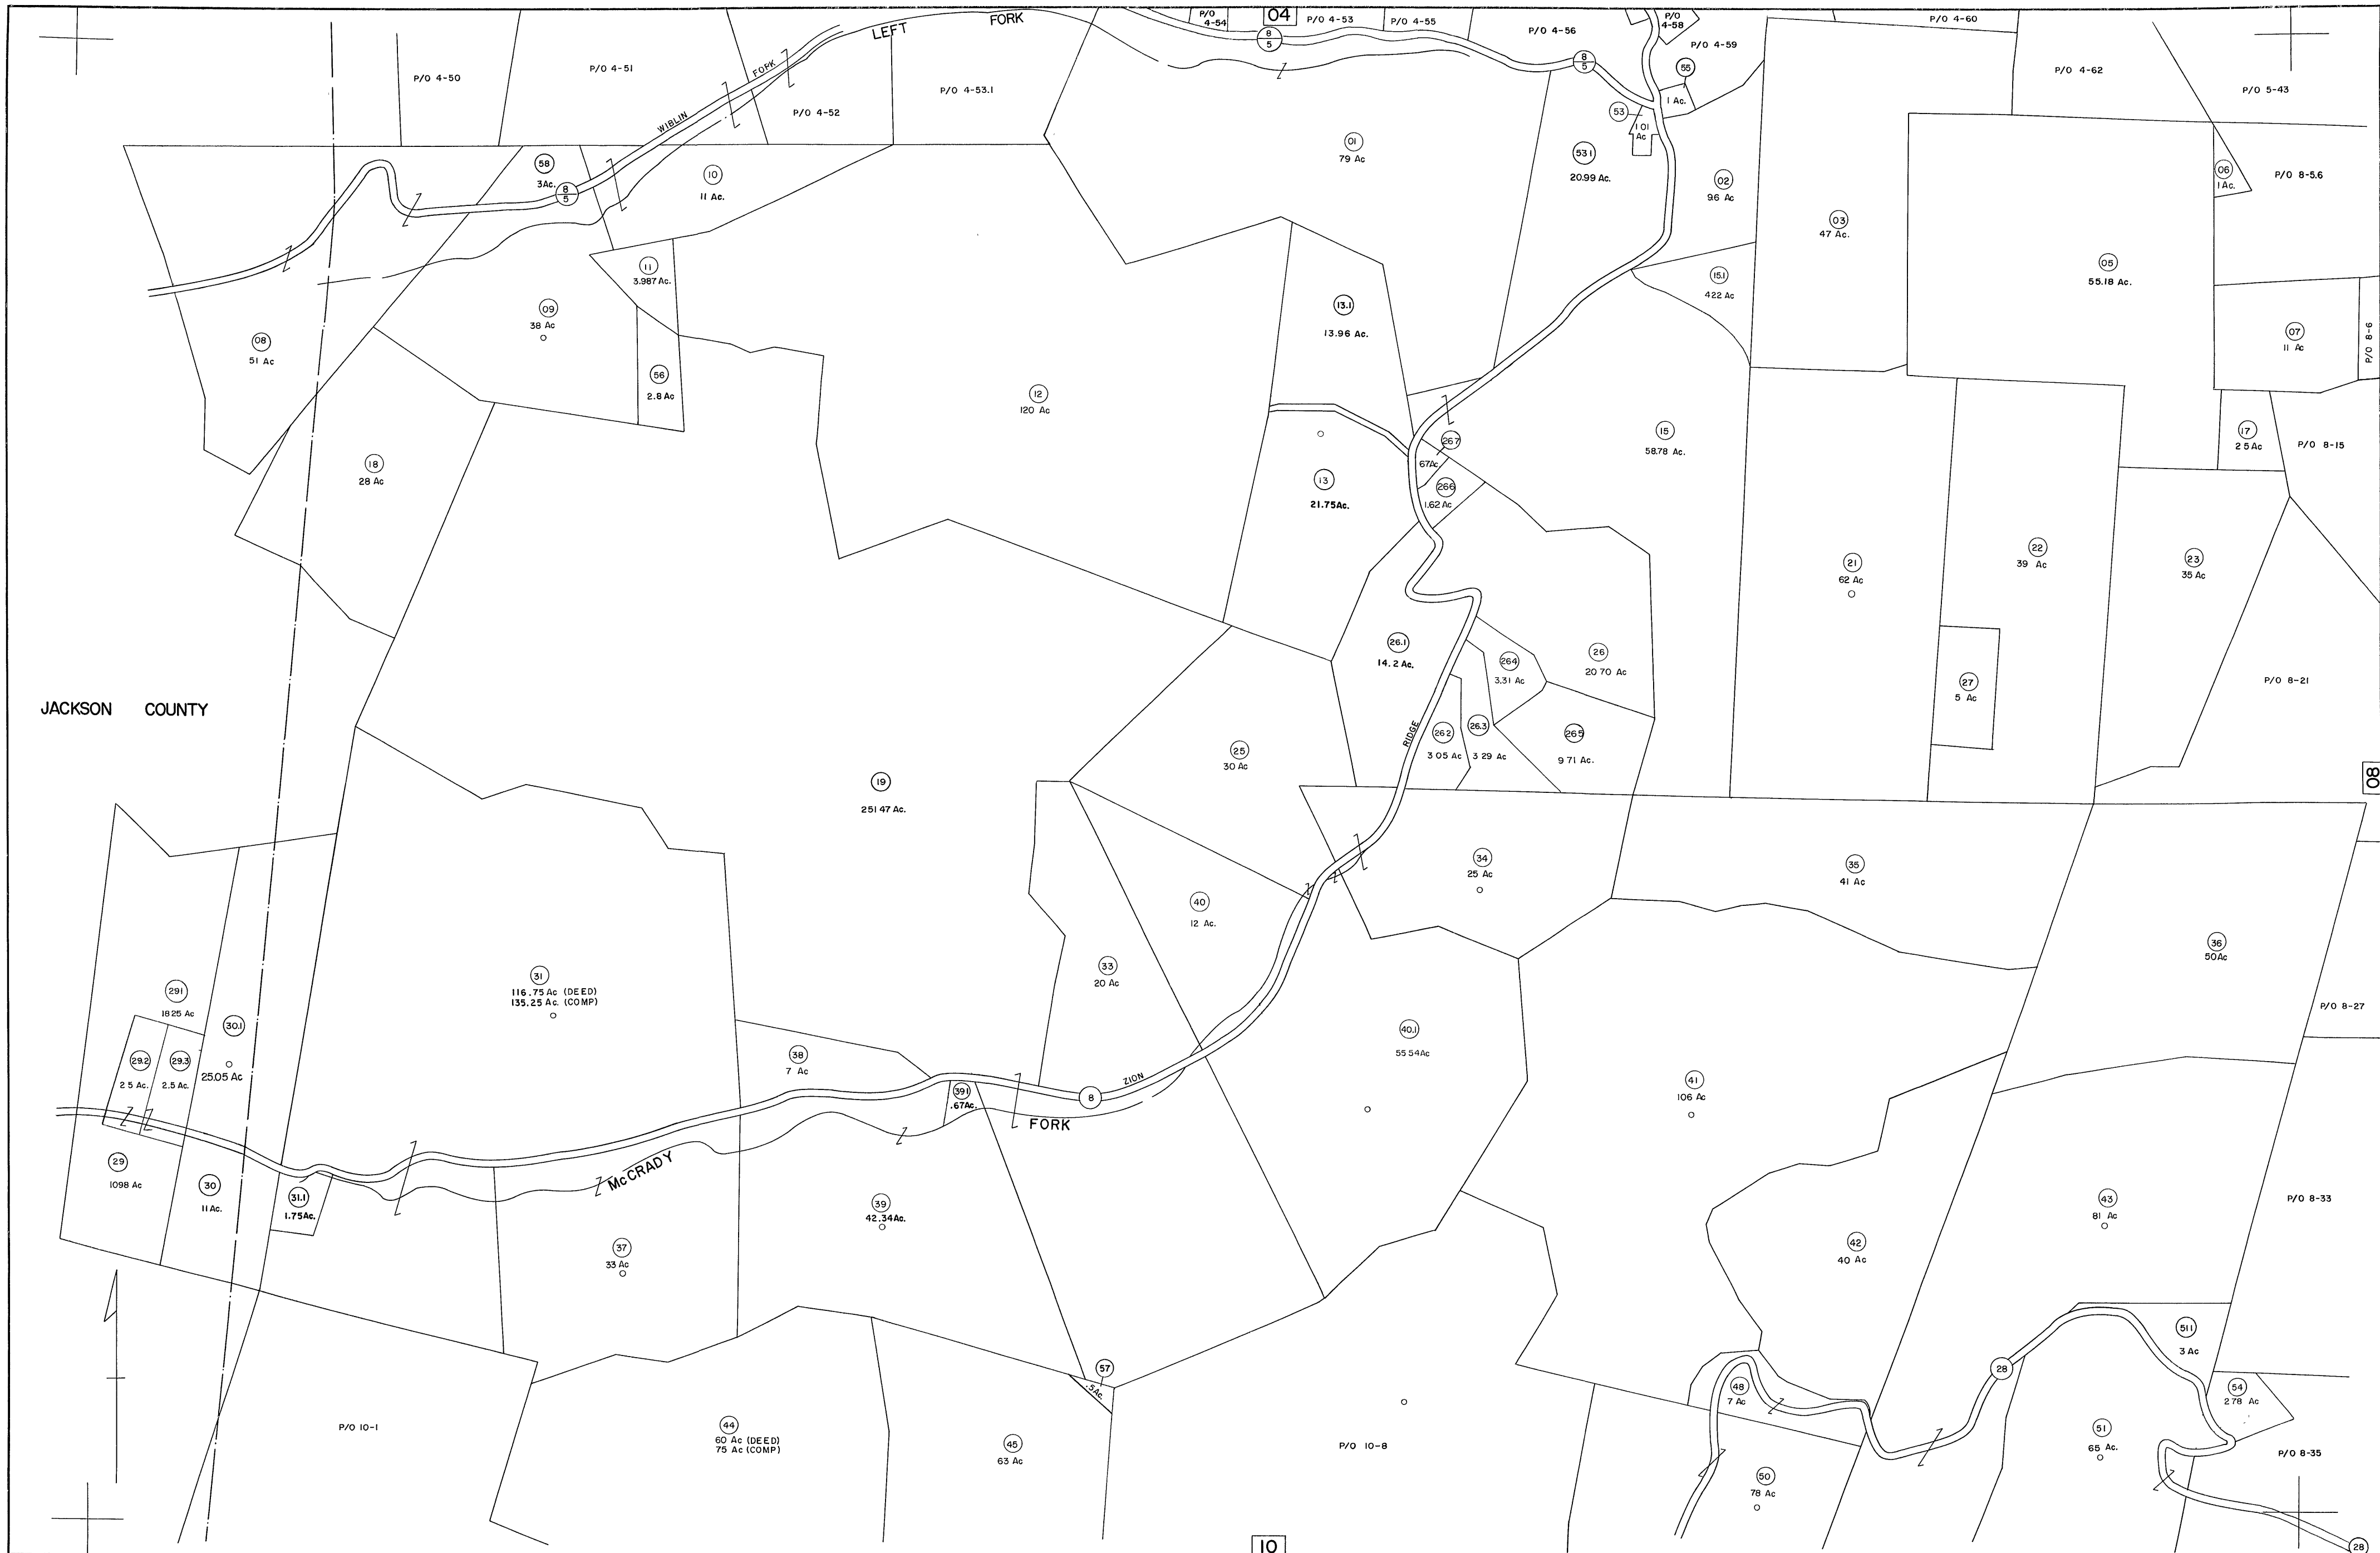 P/O 4-54
04
P/O 4-53
P/O 4-55
P/O 4-58
P/O 4-60
LEFT FORK
8
5
P/O 4-56
P/O 4-59
P/O 4-50
P/O 4-51
WIBLIN FORK
P/O 4-53.1
P/O 4-52
8
5
55
1 Ac.
P/O 4-62
P/O 5-43
53
1 01 Ac
01
79 Ac
531
20.99 Ac.
58
3Ac.
8
5
10
11 Ac.
02
96 Ac
03
47 Ac.
06
1 Ac.
P/O 8-5.6
05
55.18 Ac.
11
3.987 Ac.
15.1
422 Ac
09
38 Ac
13.1
13.96 Ac.
08
51 Ac
07
11 Ac
P/O 8-6
56
2.8 Ac
12
120 Ac
15
58.78 Ac.
267
67Ac
17
2 5 Ac
P/O 8-15
18
28 Ac
13
21.75Ac.
266
1.62 Ac
21
62 Ac
22
39 Ac
23
35 Ac
26.1
14.2 Ac.
264
3.31 Ac
26
20 70 Ac
27
5 Ac
P/O 8-21
JACKSON COUNTY
RIDGE
262
3 05 Ac
26.3
3 29 Ac
265
9 71 Ac.
25
30 Ac
19
251 47 Ac.
08
34
25 Ac
35
41 Ac
40
12 Ac.
36
50Ac
33
20 Ac
31
116.75 Ac (DEED)
135.25 Ac. (COMP)
291
18 25 Ac
30.1
25.05 Ac
29.2
2 5 Ac.
29.3
2.5 Ac.
P/O 8-27
40.1
55 54Ac
38
7 Ac
391
.67Ac.
8
ZION
41
106 Ac
McCRADY FORK
29
1098 Ac
30
11 Ac.
31.1
1.75Ac.
39
42.34Ac.
37
33 Ac
43
81 Ac
P/O 8-33
42
40 Ac
511
3 Ac
28
57
.5Ac.
48
7 Ac
54
2 78 Ac
P/O 10-1
44
60 Ac (DEED)
75 Ac (COMP)
45
63 Ac
P/O 10-8
51
65 Ac.
P/O 8-35
50
78 Ac
10
28